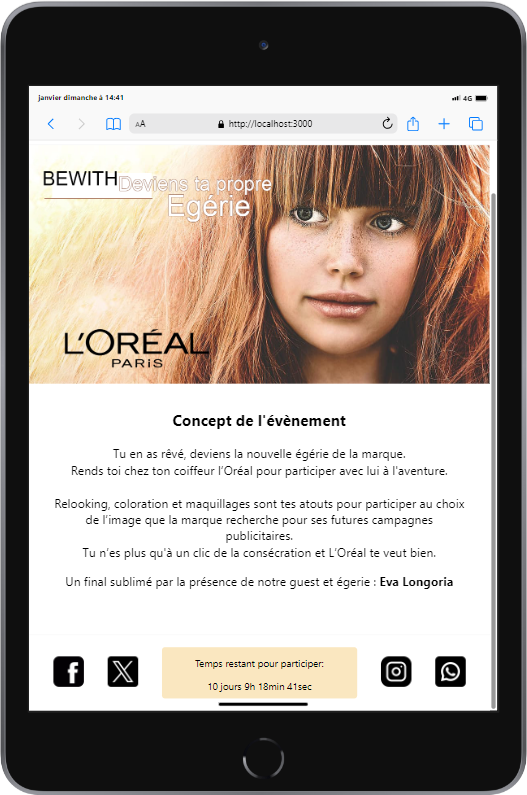 janvier dimanche à 14:41
4G
AA
http://localhost:3000
BEWITH
Deviens ta propre
Egérie
L'ORÉAL
PARIS
Concept de l'évènement
Tu en as rêvé, deviens la nouvelle égérie de la marque.
Rends toi chez ton coiffeur l’Oréal pour participer avec lui à l'aventure.
Relooking, coloration et maquillages sont tes atouts pour participer au choix
de l’image que la marque recherche pour ses futures campagnes
publicitaires.
Tu n’es plus qu'à un clic de la consécration et L’Oréal te veut bien.
Un final sublimé par la présence de notre guest et égerie : Eva Longoria
Temps restant pour participer:
10 jours 9h 18min 41sec